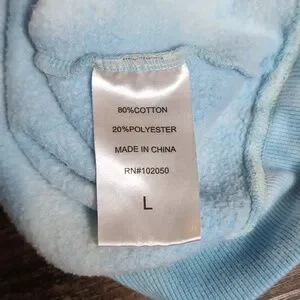 80%COTTON
20%POLYESTER
MADE IN CHINA
RN#102050
L